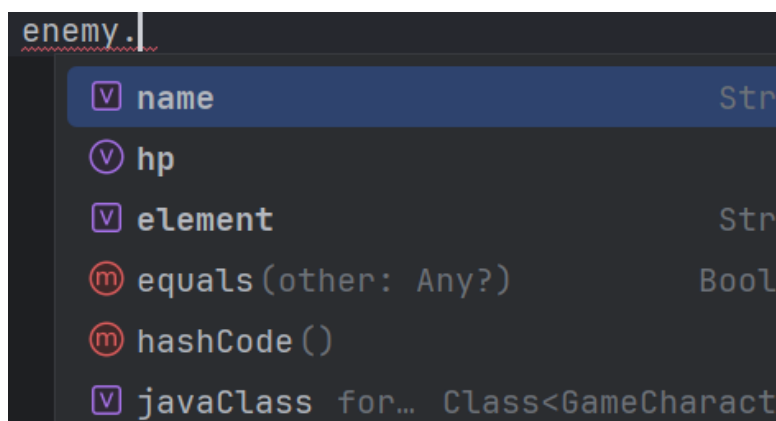 enemy.
name Str
hp
element Str
equals(other: Any?) Bool
hashCode()
javaClass for… Class<GameCharact